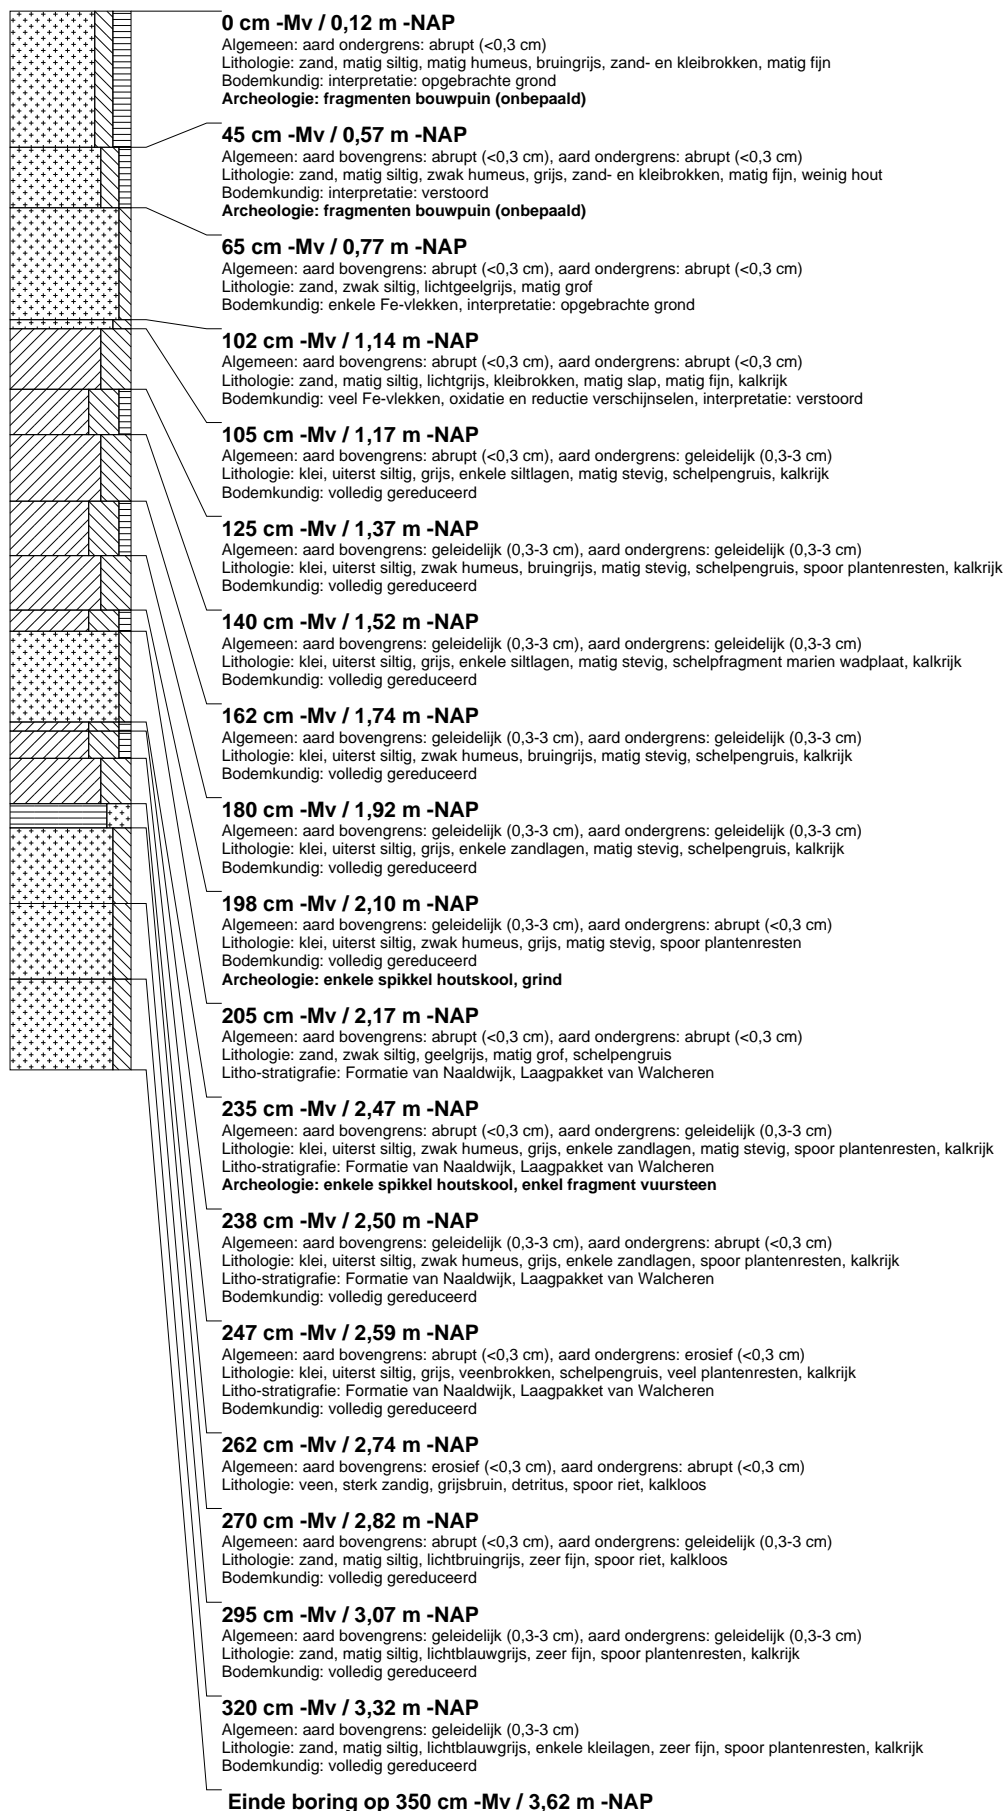 0 cm -Mv / 0,12 m -NAP
Algemeen: aard ondergrens: abrupt (<0,3 cm)
Lithologie: zand, matig siltig, matig humeus, bruingrijs, zand- en kleibrokken, matig fijn
Bodemkundig: interpretatie: opgebrachte grond
Archeologie: fragmenten bouwpuin (onbepaald)
45 cm -Mv / 0,57 m -NAP
Algemeen: aard bovengrens: abrupt (<0,3 cm), aard ondergrens: abrupt (<0,3 cm)
Lithologie: zand, matig siltig, zwak humeus, grijs, zand- en kleibrokken, matig fijn, weinig hout
Bodemkundig: interpretatie: verstoord
Archeologie: fragmenten bouwpuin (onbepaald)
65 cm -Mv / 0,77 m -NAP
Algemeen: aard bovengrens: abrupt (<0,3 cm), aard ondergrens: abrupt (<0,3 cm)
Lithologie: zand, zwak siltig, lichtgeelgrijs, matig grof
Bodemkundig: enkele Fe-vlekken, interpretatie: opgebrachte grond
102 cm -Mv / 1,14 m -NAP
Algemeen: aard bovengrens: abrupt (<0,3 cm), aard ondergrens: abrupt (<0,3 cm)
Lithologie: zand, matig siltig, lichtgrijs, kleibrokken, matig slap, matig fijn, kalkrijk
Bodemkundig: veel Fe-vlekken, oxidatie en reductie verschijnselen, interpretatie: verstoord
105 cm -Mv / 1,17 m -NAP
Algemeen: aard bovengrens: abrupt (<0,3 cm), aard ondergrens: geleidelijk (0,3-3 cm)
Lithologie: klei, uiterst siltig, grijs, enkele siltlagen, matig stevig, schelpengruis, kalkrijk
Bodemkundig: volledig gereduceerd
125 cm -Mv / 1,37 m -NAP
Algemeen: aard bovengrens: geleidelijk (0,3-3 cm), aard ondergrens: geleidelijk (0,3-3 cm)
Lithologie: klei, uiterst siltig, zwak humeus, bruingrijs, matig stevig, schelpengruis, spoor plantenresten, kalkrijk
Bodemkundig: volledig gereduceerd
140 cm -Mv / 1,52 m -NAP
Algemeen: aard bovengrens: geleidelijk (0,3-3 cm), aard ondergrens: geleidelijk (0,3-3 cm)
Lithologie: klei, uiterst siltig, grijs, enkele siltlagen, matig stevig, schelpfragment marien wadplaat, kalkrijk
Bodemkundig: volledig gereduceerd
162 cm -Mv / 1,74 m -NAP
Algemeen: aard bovengrens: geleidelijk (0,3-3 cm), aard ondergrens: geleidelijk (0,3-3 cm)
Lithologie: klei, uiterst siltig, zwak humeus, bruingrijs, matig stevig, schelpengruis, kalkrijk
Bodemkundig: volledig gereduceerd
180 cm -Mv / 1,92 m -NAP
Algemeen: aard bovengrens: geleidelijk (0,3-3 cm), aard ondergrens: geleidelijk (0,3-3 cm)
Lithologie: klei, uiterst siltig, grijs, enkele zandlagen, matig stevig, schelpengruis, kalkrijk
Bodemkundig: volledig gereduceerd
198 cm -Mv / 2,10 m -NAP
Algemeen: aard bovengrens: geleidelijk (0,3-3 cm), aard ondergrens: abrupt (<0,3 cm)
Lithologie: klei, uiterst siltig, zwak humeus, grijs, matig stevig, spoor plantenresten
Bodemkundig: volledig gereduceerd
Archeologie: enkele spikkel houtskool, grind
205 cm -Mv / 2,17 m -NAP
Algemeen: aard bovengrens: abrupt (<0,3 cm), aard ondergrens: abrupt (<0,3 cm)
Lithologie: zand, zwak siltig, geelgrijs, matig grof, schelpengruis
Litho-stratigrafie: Formatie van Naaldwijk, Laagpakket van Walcheren
235 cm -Mv / 2,47 m -NAP
Algemeen: aard bovengrens: abrupt (<0,3 cm), aard ondergrens: geleidelijk (0,3-3 cm)
Lithologie: klei, uiterst siltig, zwak humeus, grijs, enkele zandlagen, matig stevig, spoor plantenresten, kalkrijk
Litho-stratigrafie: Formatie van Naaldwijk, Laagpakket van Walcheren
Archeologie: enkele spikkel houtskool, enkel fragment vuursteen
238 cm -Mv / 2,50 m -NAP
Algemeen: aard bovengrens: geleidelijk (0,3-3 cm), aard ondergrens: abrupt (<0,3 cm)
Lithologie: klei, uiterst siltig, zwak humeus, grijs, enkele zandlagen, spoor plantenresten, kalkrijk
Litho-stratigrafie: Formatie van Naaldwijk, Laagpakket van Walcheren
Bodemkundig: volledig gereduceerd
247 cm -Mv / 2,59 m -NAP
Algemeen: aard bovengrens: abrupt (<0,3 cm), aard ondergrens: erosief (<0,3 cm)
Lithologie: klei, uiterst siltig, grijs, veenbrokken, schelpengruis, veel plantenresten, kalkrijk
Litho-stratigrafie: Formatie van Naaldwijk, Laagpakket van Walcheren
Bodemkundig: volledig gereduceerd
262 cm -Mv / 2,74 m -NAP
Algemeen: aard bovengrens: erosief (<0,3 cm), aard ondergrens: abrupt (<0,3 cm)
Lithologie: veen, sterk zandig, grijsbruin, detritus, spoor riet, kalkloos
270 cm -Mv / 2,82 m -NAP
Algemeen: aard bovengrens: abrupt (<0,3 cm), aard ondergrens: geleidelijk (0,3-3 cm)
Lithologie: zand, matig siltig, lichtbruingrijs, zeer fijn, spoor riet, kalkloos
Bodemkundig: volledig gereduceerd
295 cm -Mv / 3,07 m -NAP
Algemeen: aard bovengrens: geleidelijk (0,3-3 cm), aard ondergrens: geleidelijk (0,3-3 cm)
Lithologie: zand, matig siltig, lichtblauwgrijs, zeer fijn, spoor plantenresten, kalkrijk
Bodemkundig: volledig gereduceerd
320 cm -Mv / 3,32 m -NAP
Algemeen: aard bovengrens: geleidelijk (0,3-3 cm)
Lithologie: zand, matig siltig, lichtblauwgrijs, enkele kleilagen, zeer fijn, spoor plantenresten, kalkrijk
Bodemkundig: volledig gereduceerd
Einde boring op 350 cm -Mv / 3,62 m -NAP